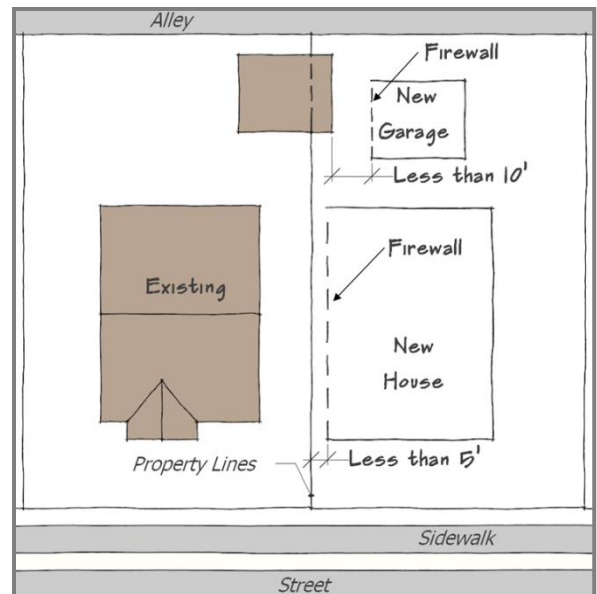 Alley
Firewall
New
Garage
Less than 10'
Firewall
Existing
New
House
Less than 5'
Property Lines
Sidewalk
Street